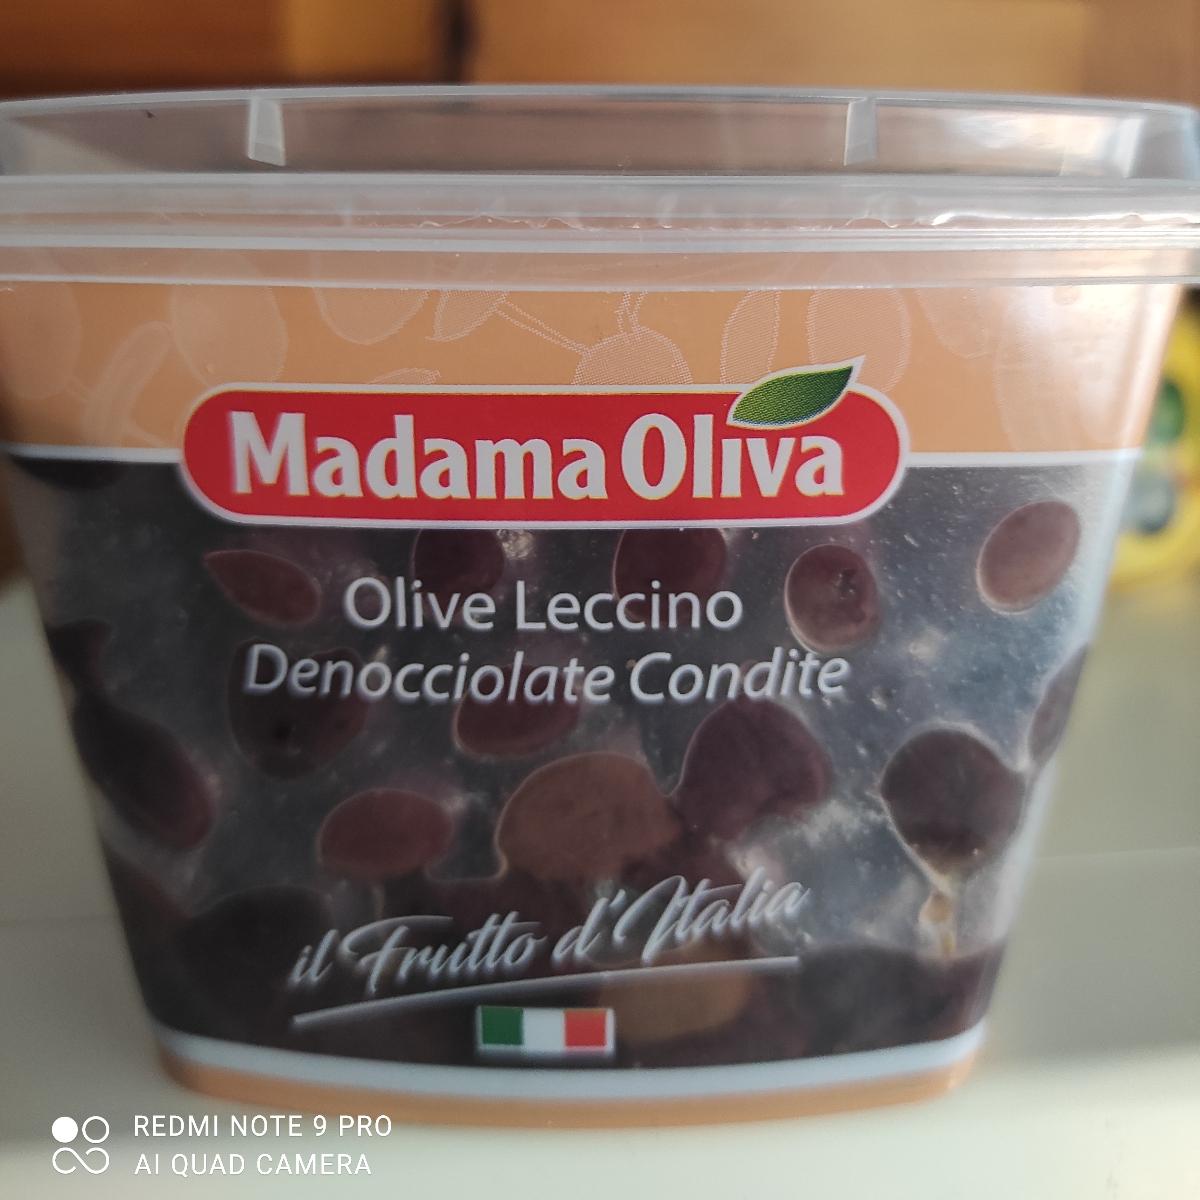 Madama Oliva
Olive Leccino
Denocciolate Condite
il Frutto d'Italia
REDMI NOTE 9 PRO
AI QUAD CAMERA